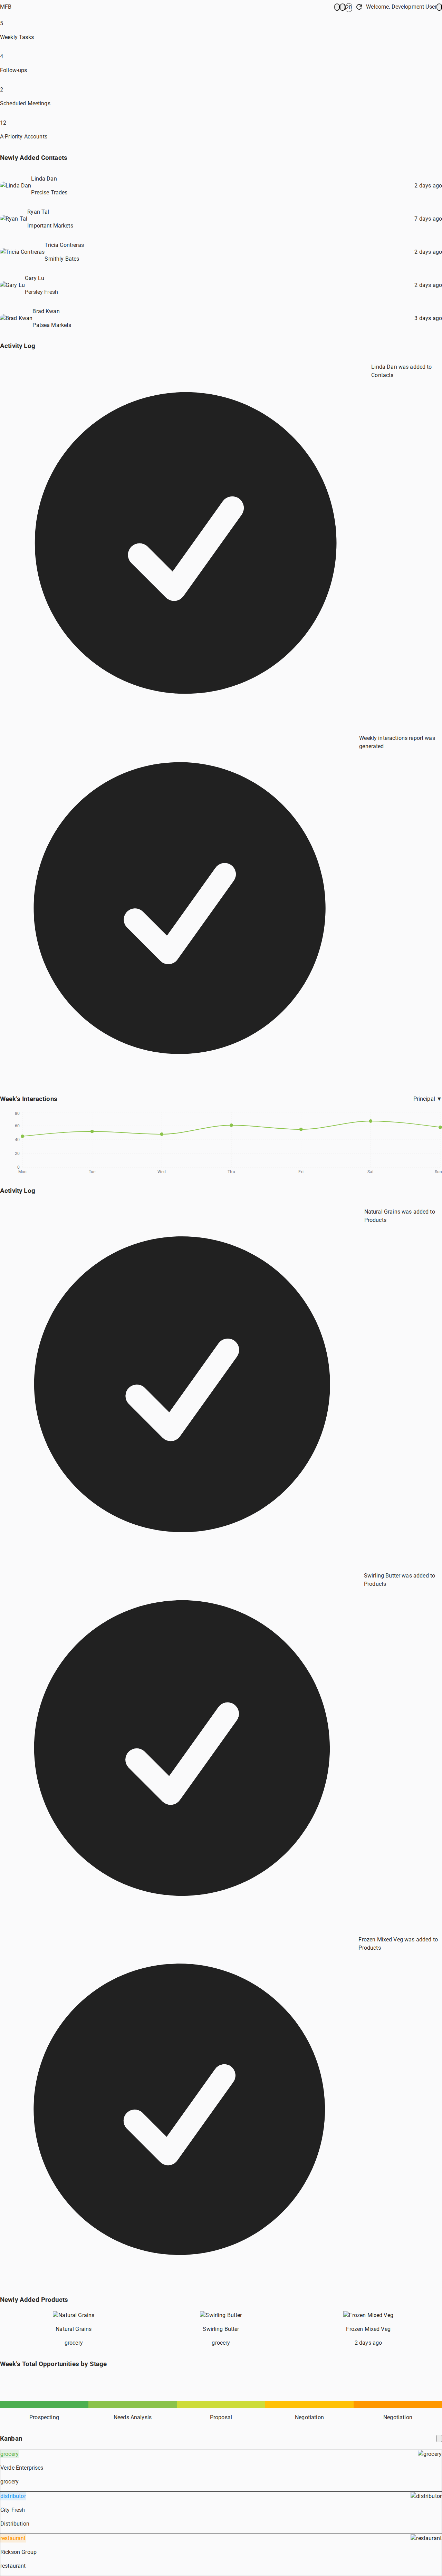 MFB
Welcome, Development User
5
Weekly Tasks
4
Follow-ups
2
Scheduled Meetings
12
A-Priority Accounts
Newly Added Contacts
Linda Dan
Linda Dan
Precise Trades
2 days ago
Ryan Tal
Ryan Tal
Important Markets
7 days ago
Tricia Contreras
Tricia Contreras
Smithly Bates
2 days ago
Gary Lu
Gary Lu
Persley Fresh
2 days ago
Brad Kwan
Brad Kwan
Patsea Markets
3 days ago
Activity Log
Linda Dan was added to
Contacts
Weekly interactions report was
generated
Week's Interactions
Principal ▼
80
60
40
20
0
Mon Tue Wed Thu Fri Sat Sun
Activity Log
Natural Grains was added to
Products
Swirling Butter was added to
Products
Frozen Mixed Veg was added to
Products
Newly Added Products
Natural Grains
Natural Grains
grocery
Swirling Butter
Swirling Butter
grocery
Frozen Mixed Veg
Frozen Mixed Veg
2 days ago
Week's Total Opportunities by Stage
Prospecting
Needs Analysis
Proposal
Negotiation
Negotiation
Kanban
grocery
grocery
Verde Enterprises
grocery
distributor
distributor
City Fresh
Distribution
restaurant
restaurant
Rickson Group
restaurant